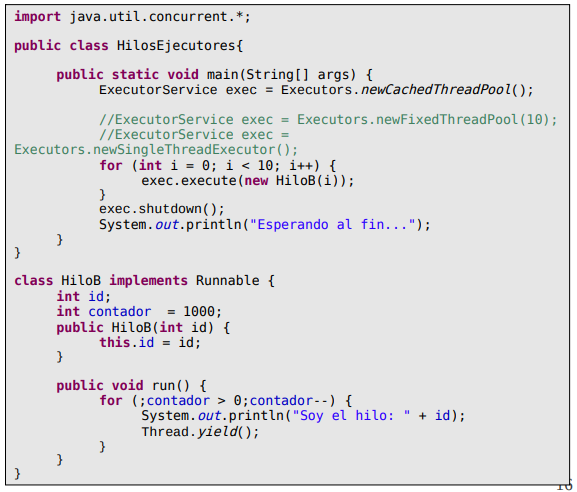 import java.util.concurrent.*;
public class HilosEjecutores{
public static void main(String[] args) {
ExecutorService exec = Executors.newCachedThreadPool();
//ExecutorService exec = Executors.newFixedThreadPool(10);
//ExecutorService exec =
Executors.newSingleThreadExecutor();
for (int i = 0; i < 10; i++) {
exec.execute(new HiloB(i));
}
exec.shutdown();
System.out.println("Esperando al fin...");
}
}
class HiloB implements Runnable {
int id;
int contador  = 1000;
public HiloB(int id) {
this.id = id;
}
public void run() {
for (;contador > 0;contador--) {
System.out.println("Soy el hilo: " + id);
Thread.yield();
}
}
}
16